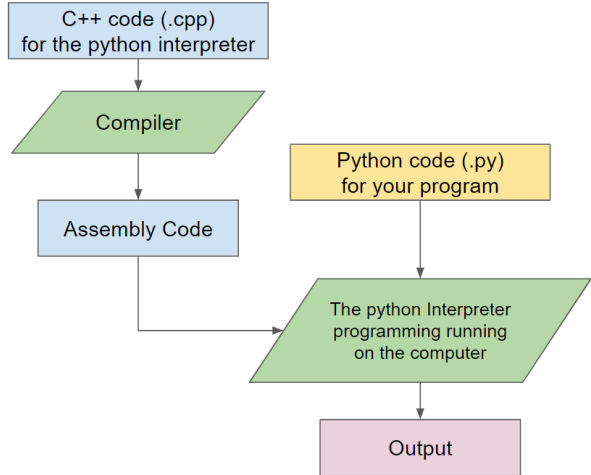 C++ code (.cpp)
for the python interpreter
Compiler
Python code (.py)
for your program
Assembly Code
The python Interpreter
programming running
on the computer
Output